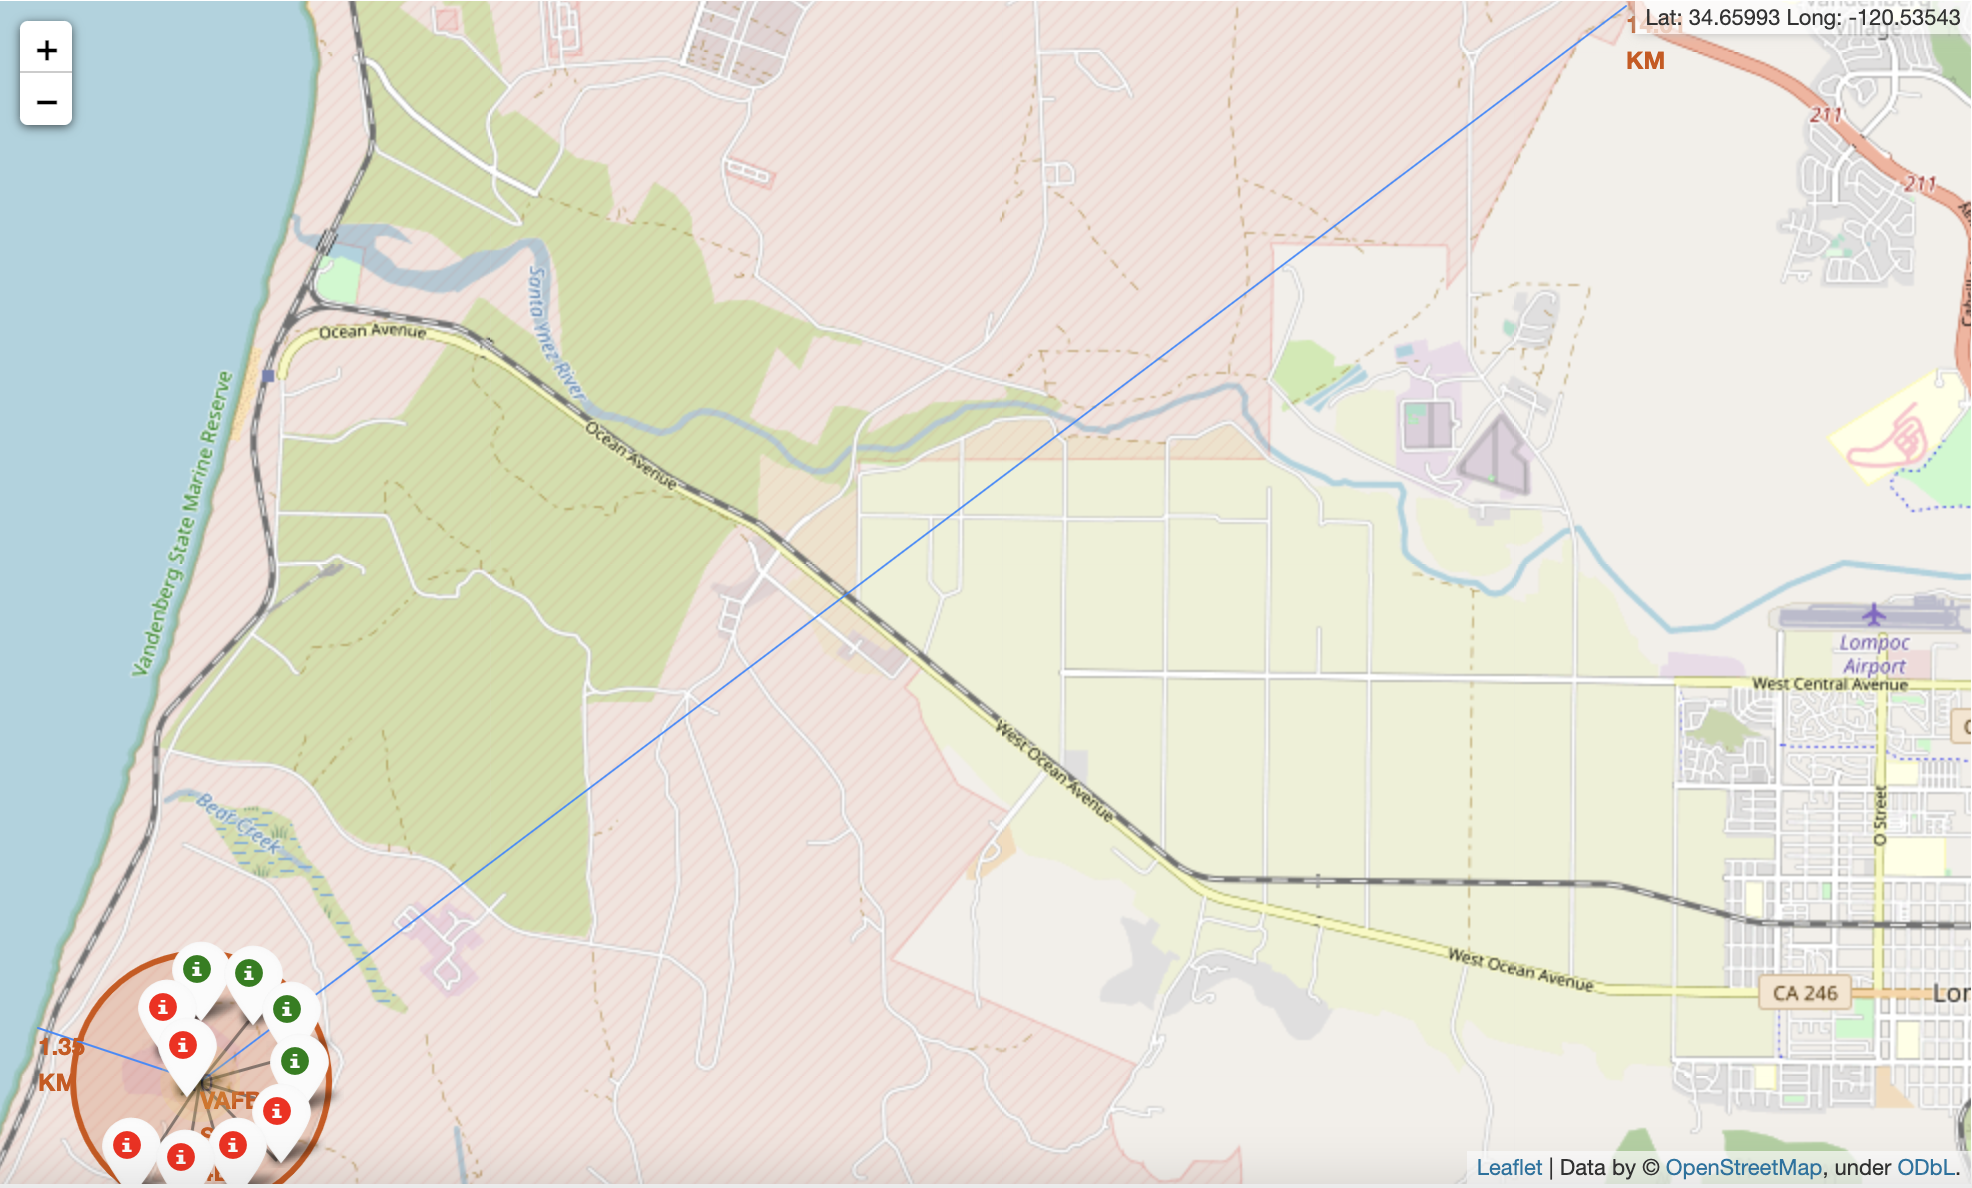 +
−
Lat: 34.65993 Long: -120.53543
KM
Village
211
211
Santa Ynez River
Ocean Avenue
Ocean Avenue
Vandenberg State Marine Reserve
Lompoc
Airport
West Central Avenue
West Ocean Avenue
O Street
Bear Creek
West Ocean Avenue
CA 246
Lor
1.35
KM
VAFB
Leaflet | Data by © OpenStreetMap, under ODbL.